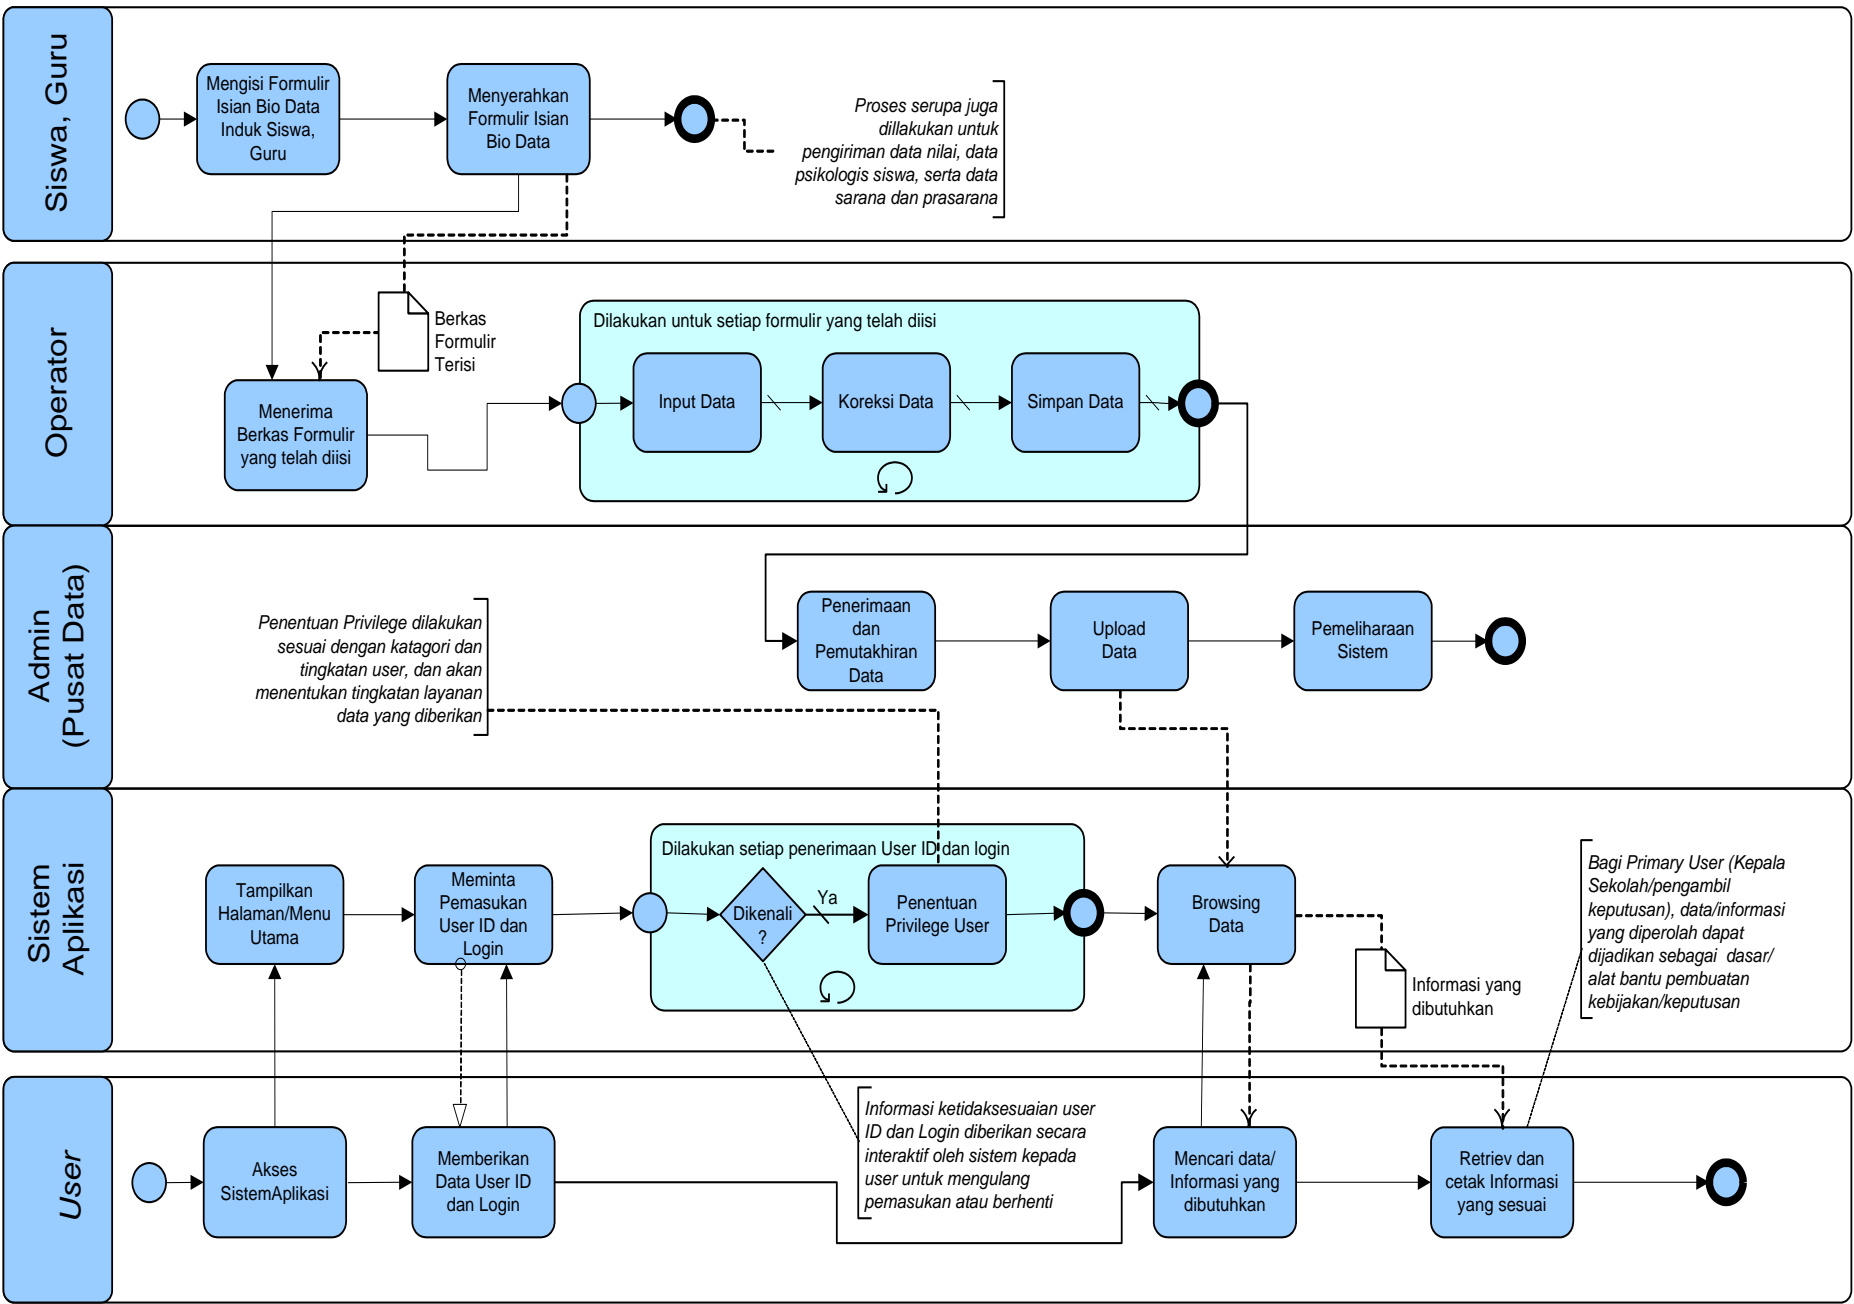 Siswa, Guru
Mengisi Formulir
Isian Bio Data
Induk Siswa,
Guru
Menyerahkan
Formulir Isian
Bio Data
Proses serupa juga
dillakukan untuk
pengiriman data nilai, data
psikologis siswa, serta data
sarana dan prasarana
Operator
Berkas
Formulir
Terisi
Menerima
Berkas Formulir
yang telah diisi
Dilakukan untuk setiap formulir yang telah diisi
Input Data
Koreksi Data
Simpan Data
Admin
(Pusat Data)
Penentuan Privilege dilakukan
sesuai dengan katagori dan
tingkatan user, dan akan
menentukan tingkatan layanan
data yang diberikan
Penerimaan
dan
Pemutakhiran
Data
Upload
Data
Pemeliharaan
Sistem
Sistem
Aplikasi
Tampilkan
Halaman/Menu
Utama
Meminta
Pemasukan
User ID dan
Login
Dilakukan setiap penerimaan User ID dan login
Dikenali
?
Ya
Penentuan
Privilege User
Browsing
Data
Informasi yang
dibutuhkan
Bagi Primary User (Kepala
Sekolah/pengambil
keputusan), data/informasi
yang diperolah dapat
dijadikan sebagai dasar/
alat bantu pembuatan
kebijakan/keputusan
User
Akses
SistemAplikasi
Memberikan
Data User ID
dan Login
Informasi ketidaksesuaian user
ID dan Login diberikan secara
interaktif oleh sistem kepada
user untuk mengulang
pemasukan atau berhenti
Mencari data/
Informasi yang
dibutuhkan
Retriev dan
cetak Informasi
yang sesuai